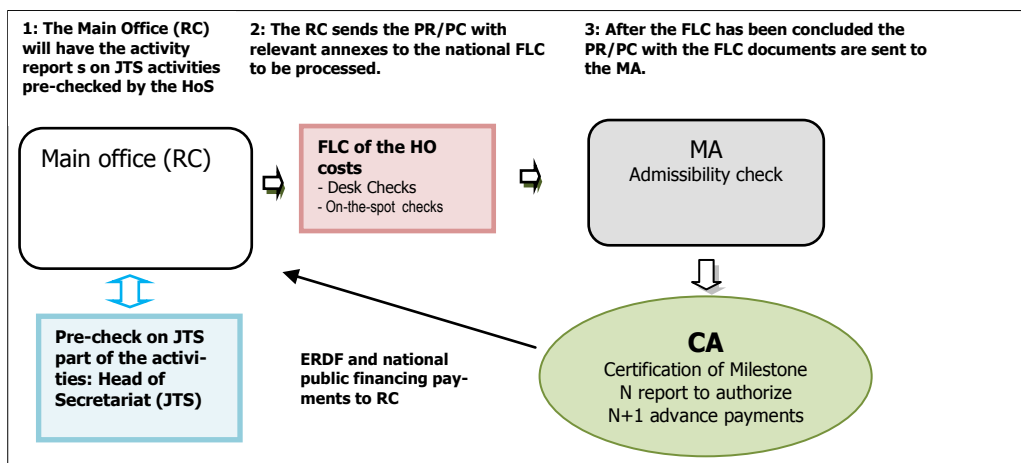 1: The Main Office (RC)
will have the activity
report s on JTS activities
pre-checked by the HoS
2: The RC sends the PR/PC with
relevant annexes to the national FLC
to be processed.
3: After the FLC has been concluded the
PR/PC with the FLC documents are sent to
the MA.
Main office (RC)
FLC of the HO
costs
- Desk Checks
- On-the-spot checks
MA
Admissibility check
Pre-check on JTS
part of the activi-
ties: Head of
Secretariat (JTS)
ERDF and national
public financing pay-
ments to RC
CA
Certification of Milestone
N report to authorize
N+1 advance payments